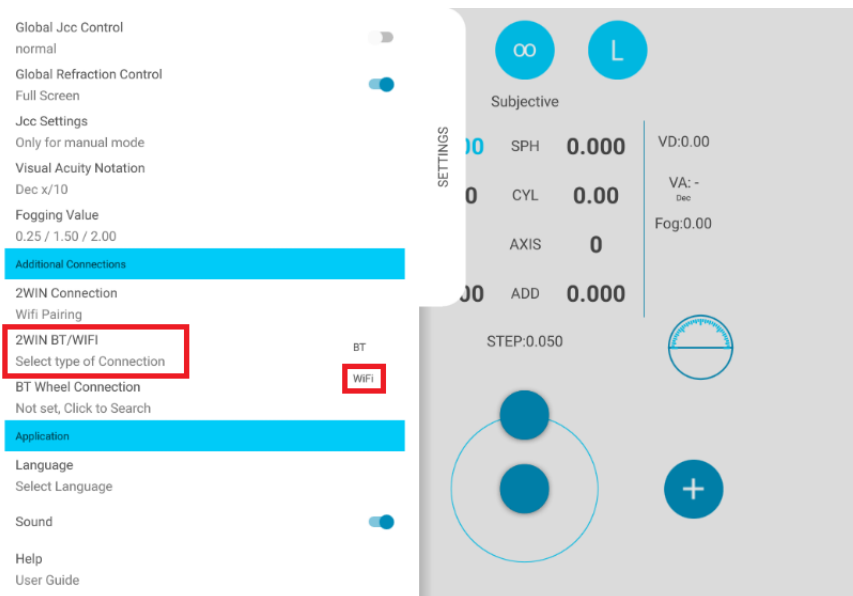 Global Jcc Control
normal
Global Refraction Control
Full Screen
Jcc Settings
Only for manual mode
Visual Acuity Notation
Dec x/10
Fogging Value
0.25 / 1.50 / 2.00
Additional Connections
2WIN Connection
Wifi Pairing
2WIN BT/WIFI
Select type of Connection
BT
WiFi
BT Wheel Connection
Not set, Click to Search
Application
Language
Select Language
Sound
Help
User Guide
SETTINGS
∞ L
Subjective
00 SPH 0.000
0 CYL 0.00
AXIS 0
00 ADD 0.000
VD:0.00
VA: -
Dec
Fog:0.00
STEP:0.050
+